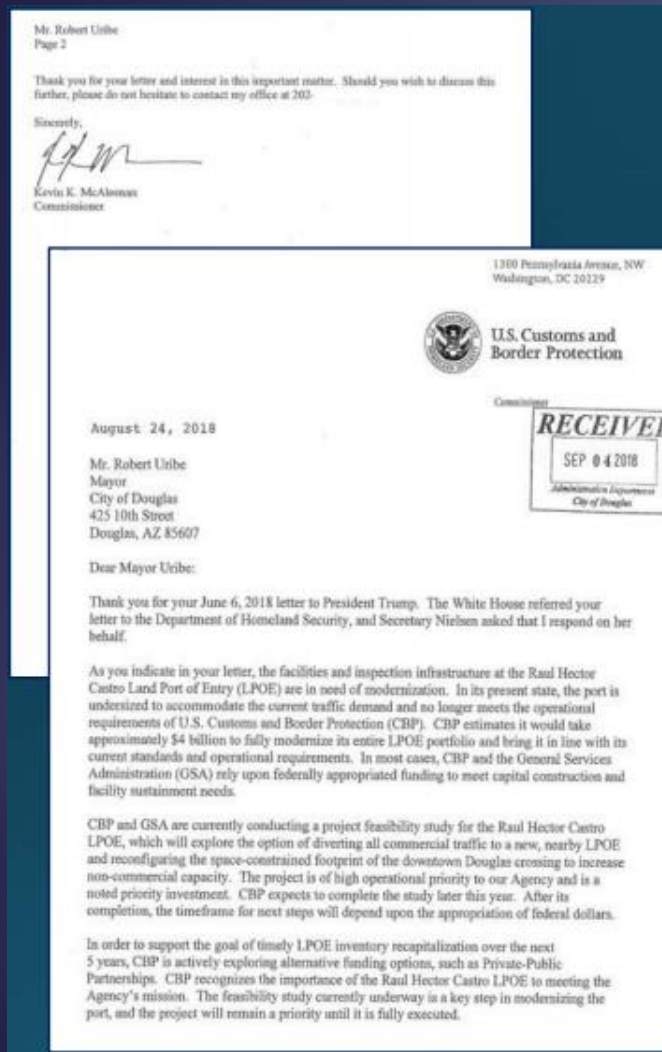 Mr. Robert Uribe
Page 2
Thank you for your letter and interest in this important matter. Should you wish to discuss this
further, please do not hesitate to contact my office at 202-
Sincerely,
Kevin K. McAleenan
Commissioner
1300 Pennsylvania Avenue, NW
Washington, DC 20229
U.S. Customs and
Border Protection
Commissioner
RECEIVE
SEP 04 2018
Administration Department
City of Douglas
August 24, 2018
Mr. Robert Uribe
Mayor
City of Douglas
425 10th Street
Douglas, AZ 85607
Dear Mayor Uribe:
Thank you for your June 6, 2018 letter to President Trump. The White House referred your
letter to the Department of Homeland Security, and Secretary Nielsen asked that I respond on her
behalf.
As you indicate in your letter, the facilities and inspection infrastructure at the Raul Hector
Castro Land Port of Entry (LPOE) are in need of modernization. In its present state, the port is
undersized to accommodate the current traffic demand and no longer meets the operational
requirements of U.S. Customs and Border Protection (CBP). CBP estimates it would take
approximately $4 billion to fully modernize its entire LPOE portfolio and bring it in line with its
current standards and operational requirements. In most cases, CBP and the General Services
Administration (GSA) rely upon federally appropriated funding to meet capital construction and
facility sustainment needs.
CBP and GSA are currently conducting a project feasibility study for the Raul Hector Castro
LPOE, which will explore the option of diverting all commercial traffic to a new, nearby LPOE
and reconfiguring the space-constrained footprint of the downtown Douglas crossing to increase
non-commercial capacity. The project is of high operational priority to our Agency and is a
noted priority investment. CBP expects to complete the study later this year. After its
completion, the timeframe for next steps will depend upon the appropriation of federal dollars.
In order to support the goal of timely LPOE inventory recapitalization over the next
5 years, CBP is actively exploring alternative funding options, such as Private-Public
Partnerships. CBP recognizes the importance of the Raul Hector Castro LPOE to meeting the
Agency's mission. The feasibility study currently underway is a key step in modernizing the
port, and the project will remain a priority until it is fully executed.